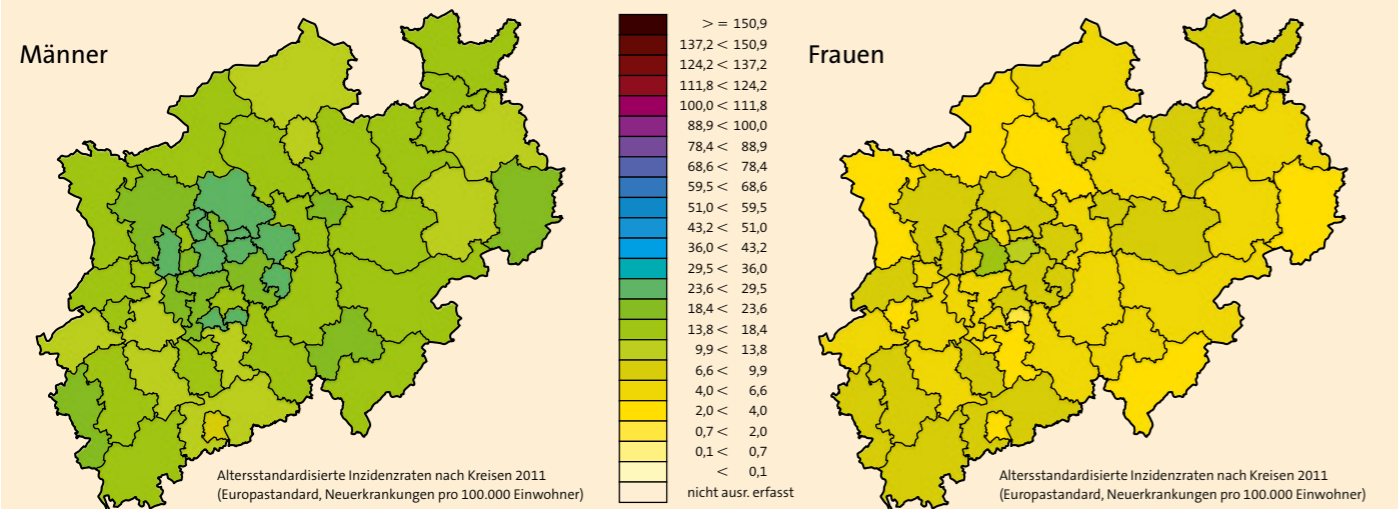 Männer
> = 150,9
137,2 < 150,9
124,2 < 137,2
111,8 < 124,2
100,0 < 111,8
88,9 < 100,0
78,4 < 88,9
68,6 < 78,4
59,5 < 68,6
51,0 < 59,5
43,2 < 51,0
36,0 < 43,2
29,5 < 36,0
23,6 < 29,5
18,4 < 23,6
13,8 < 18,4
9,9 < 13,8
6,6 < 9,9
4,0 < 6,6
2,0 < 4,0
0,7 < 2,0
0,1 < 0,7
< 0,1
nicht ausr. erfasst
Altersstandardisierte Inzidenzraten nach Kreisen 2011
(Europastandard, Neuerkrankungen pro 100.000 Einwohner)
Frauen
Altersstandardisierte Inzidenzraten nach Kreisen 2011
(Europastandard, Neuerkrankungen pro 100.000 Einwohner)